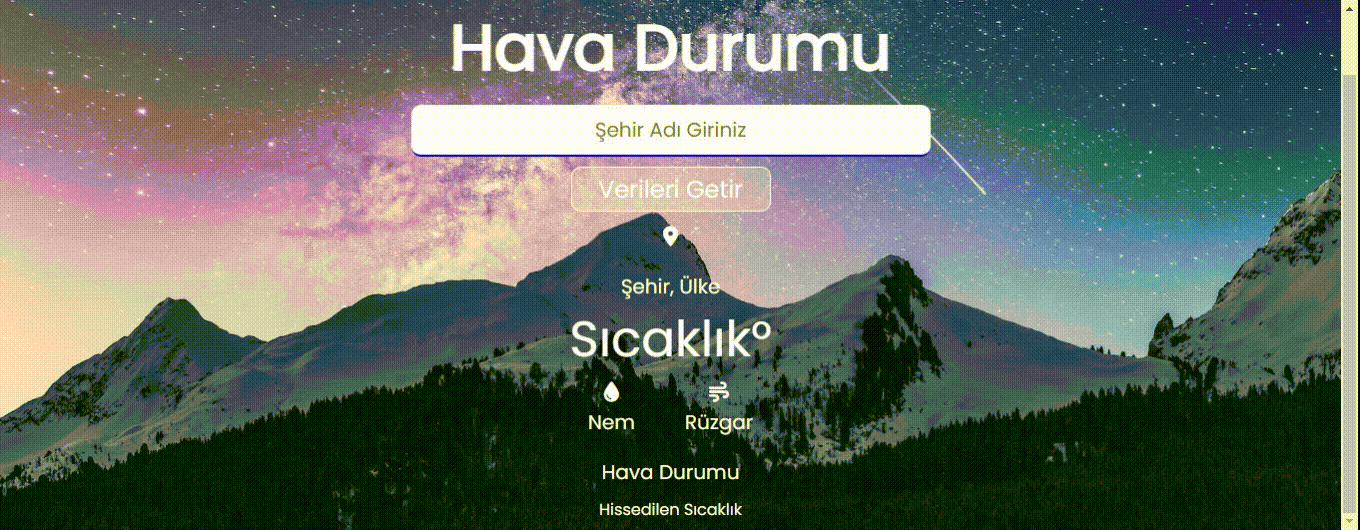 Hava Durumu
Şehir Adı Giriniz
Verileri Getir
Şehir, Ülke
Sıcaklık°
Nem Rüzgar
Hava Durumu
Hissedilen Sıcaklık